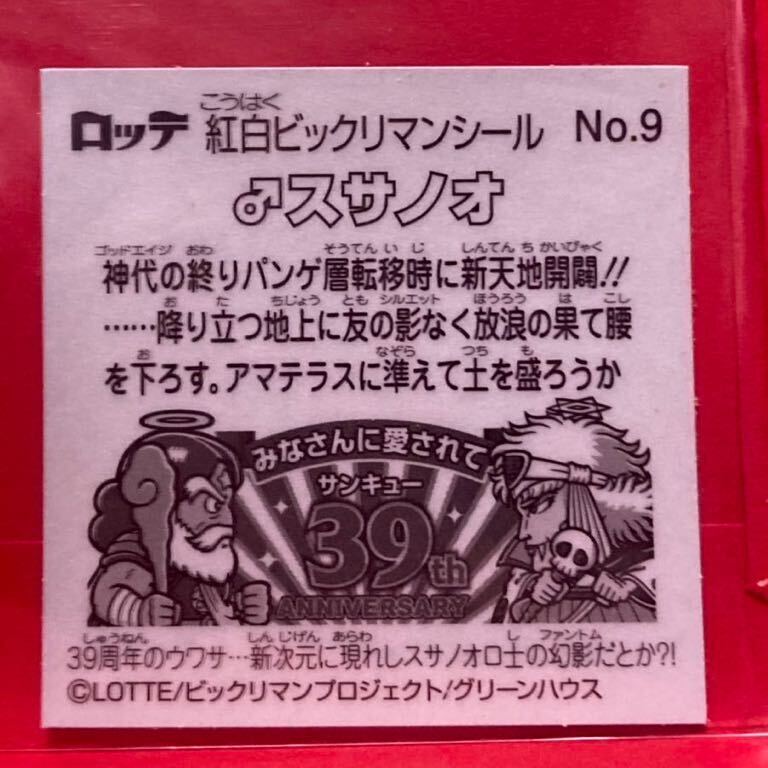 こうはく
ロッテ 紅白ビックリマンシール No.9
♂スサノオ
ゴッドエイジ おわ そうてんいじ しんてんちかいびゃく
神代の終りパンゲ層転移時に新天地開闢!!
お た ちじょう とも シルエット ほうろう は こし
……降り立つ地上に友の影なく放浪の果て腰
お なぞら つち も
を下ろす。アマテラスに準えて土を盛ろうか
みなさんに愛されて
サンキュー
39th
ANNIVERSARY
しゅうねん しんじげん あらわ し ファントム
39周年のウワサ…新次元に現れしスサノオロ士の幻影だとか?!
©LOTTE/ビックリマンプロジェクト/グリーンハウス